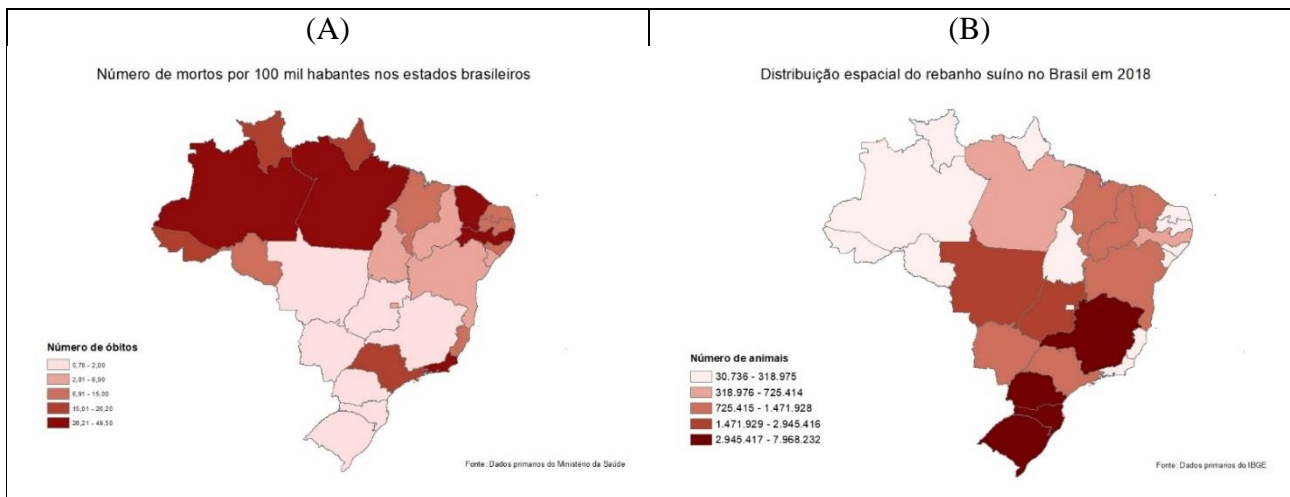 (A)
(B)
Número de mortos por 100 mil habantes nos estados brasileiros
Número de óbitos
0,70 - 2,00
2,01 - 6,90
6,91 - 15,00
15,01 - 26,20
26,21 - 49,50
Fonte: Dados primarios do Ministério da Saúde
Distribuição espacial do rebanho suíno no Brasil em 2018
Número de animais
30.736 - 318.975
318.976 - 725.414
725.415 - 1.471.928
1.471.929 - 2.945.416
2.945.417 - 7.968.232
Fonte: Dados primarios do IBGE